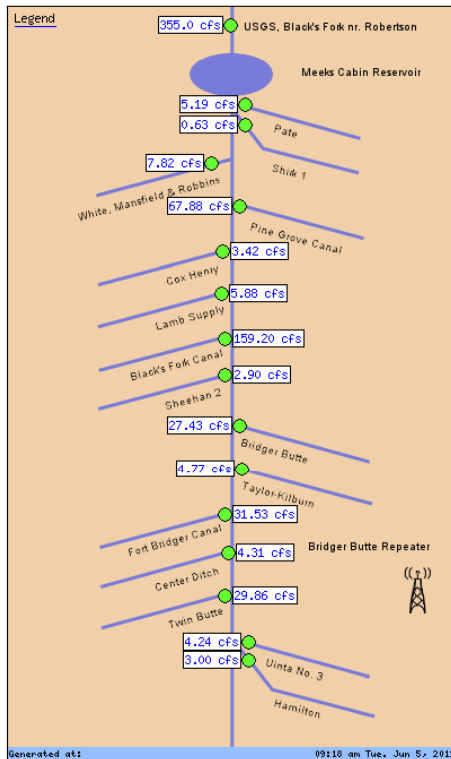 Legend
355.0 cfs USGS, Black's Fork nr. Robertson
Meeks Cabin Reservoir
5.19 cfs
Pate
0.63 cfs
Shirk 1
7.82 cfs
White, Mansfield & Robbins
67.88 cfs
Pine Grove Canal
3.42 cfs
Cox Henry
5.88 cfs
Lamb Supply
159.20 cfs
Black's Fork Canal
2.90 cfs
Sheehan 2
27.43 cfs
Bridger Butte
4.77 cfs
Taylor-Kilburn
31.53 cfs
Fort Bridger Canal
Bridger Butte Repeater
4.31 cfs
Center Ditch
29.86 cfs
Twin Butte
4.24 cfs
Uinta No. 3
3.00 cfs
Hamilton
Generated at: 09:18 am Tue. Jun 5,